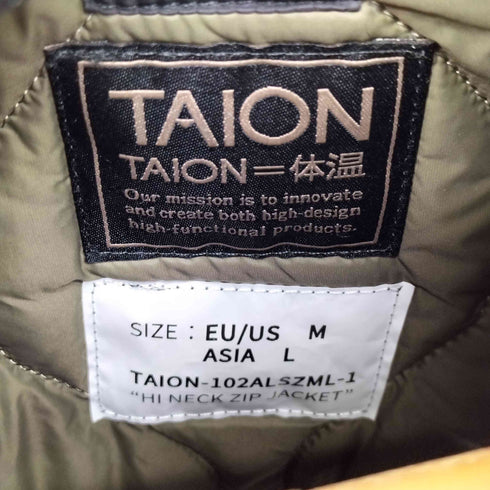 TAION
TAION=体温
Our mission is to innovate
and create both high-design
high-functional products.
SIZE : EU/US M
ASIA L
TAION-102ALSZML-1
"HI NECK ZIP JACKET"